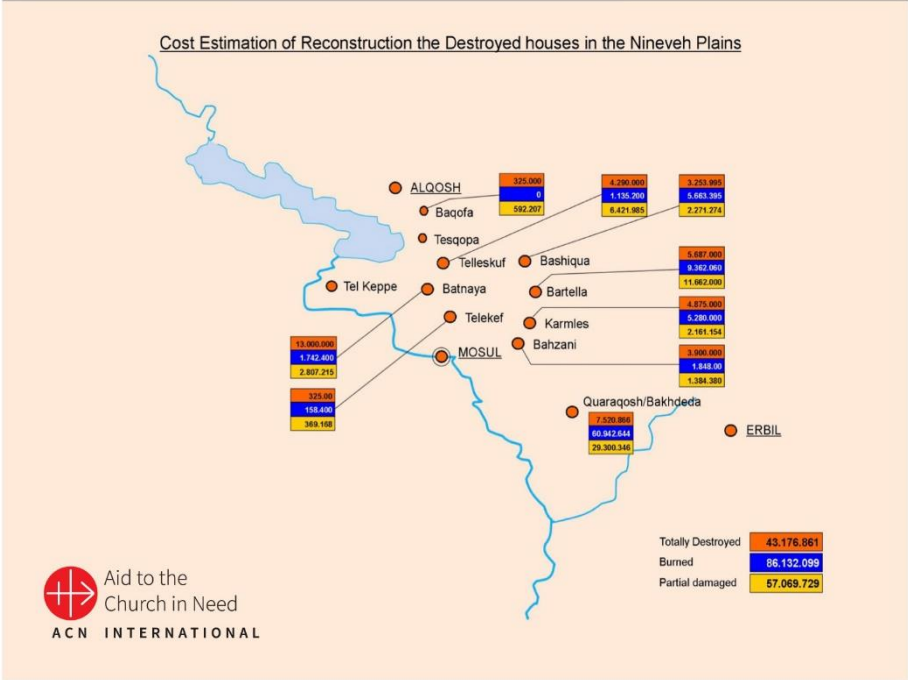 Cost Estimation of Reconstruction the Destroyed houses in the Nineveh Plains
ALQOSH
325.000
0
592.207
4.290.000
1.135.200
6.421.985
3.253.995
5.663.395
2.271.274
Baqofa
Tesqopa
Telleskuf
Bashiqua
5.687.000
9.362.060
11.662.000
Tel Keppe
Batnaya
Bartella
Telekef
Karmles
4.875.000
5.280.000
2.161.154
13.000.000
1.742.400
2.807.215
MOSUL
Bahzani
3.900.000
1.848.00
1.384.380
325.00
158.400
369.168
Quaraqosh/Bakhdeda
7.520.866
60.942.644
29.300.346
ERBIL
Totally Destroyed 43.176.861
Burned 86.132.099
Partial damaged 57.069.729
Aid to the
Church in Need
ACN INTERNATIONAL